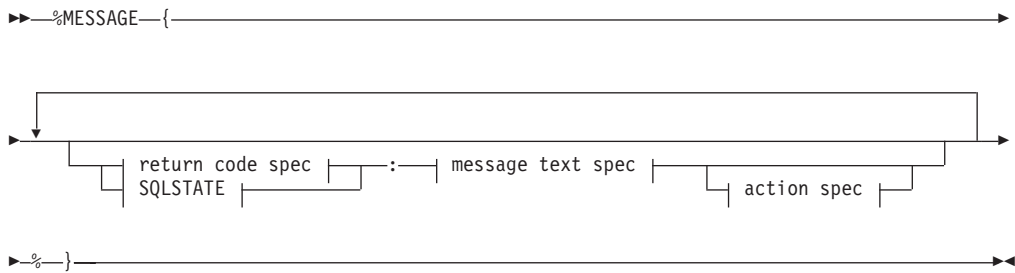 %MESSAGE {
return code spec : message text spec
SQLSTATE action spec
% }